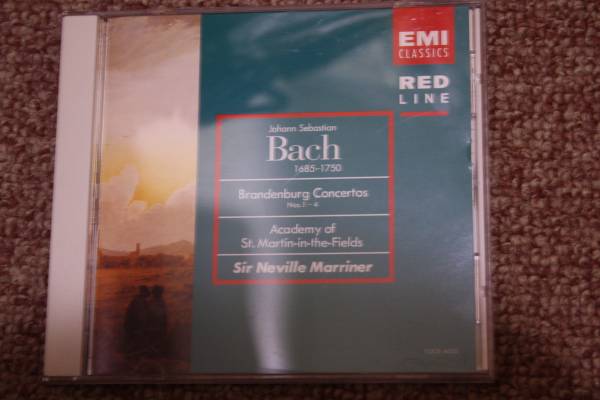 EMI
CLASSICS
RED
LINE
Johann Sebastian
Bach
1685-1750
Brandenburg Concertos
Nos. 1 - 4
Academy of
St. Martin-in-the-Fields
Sir Neville Marriner